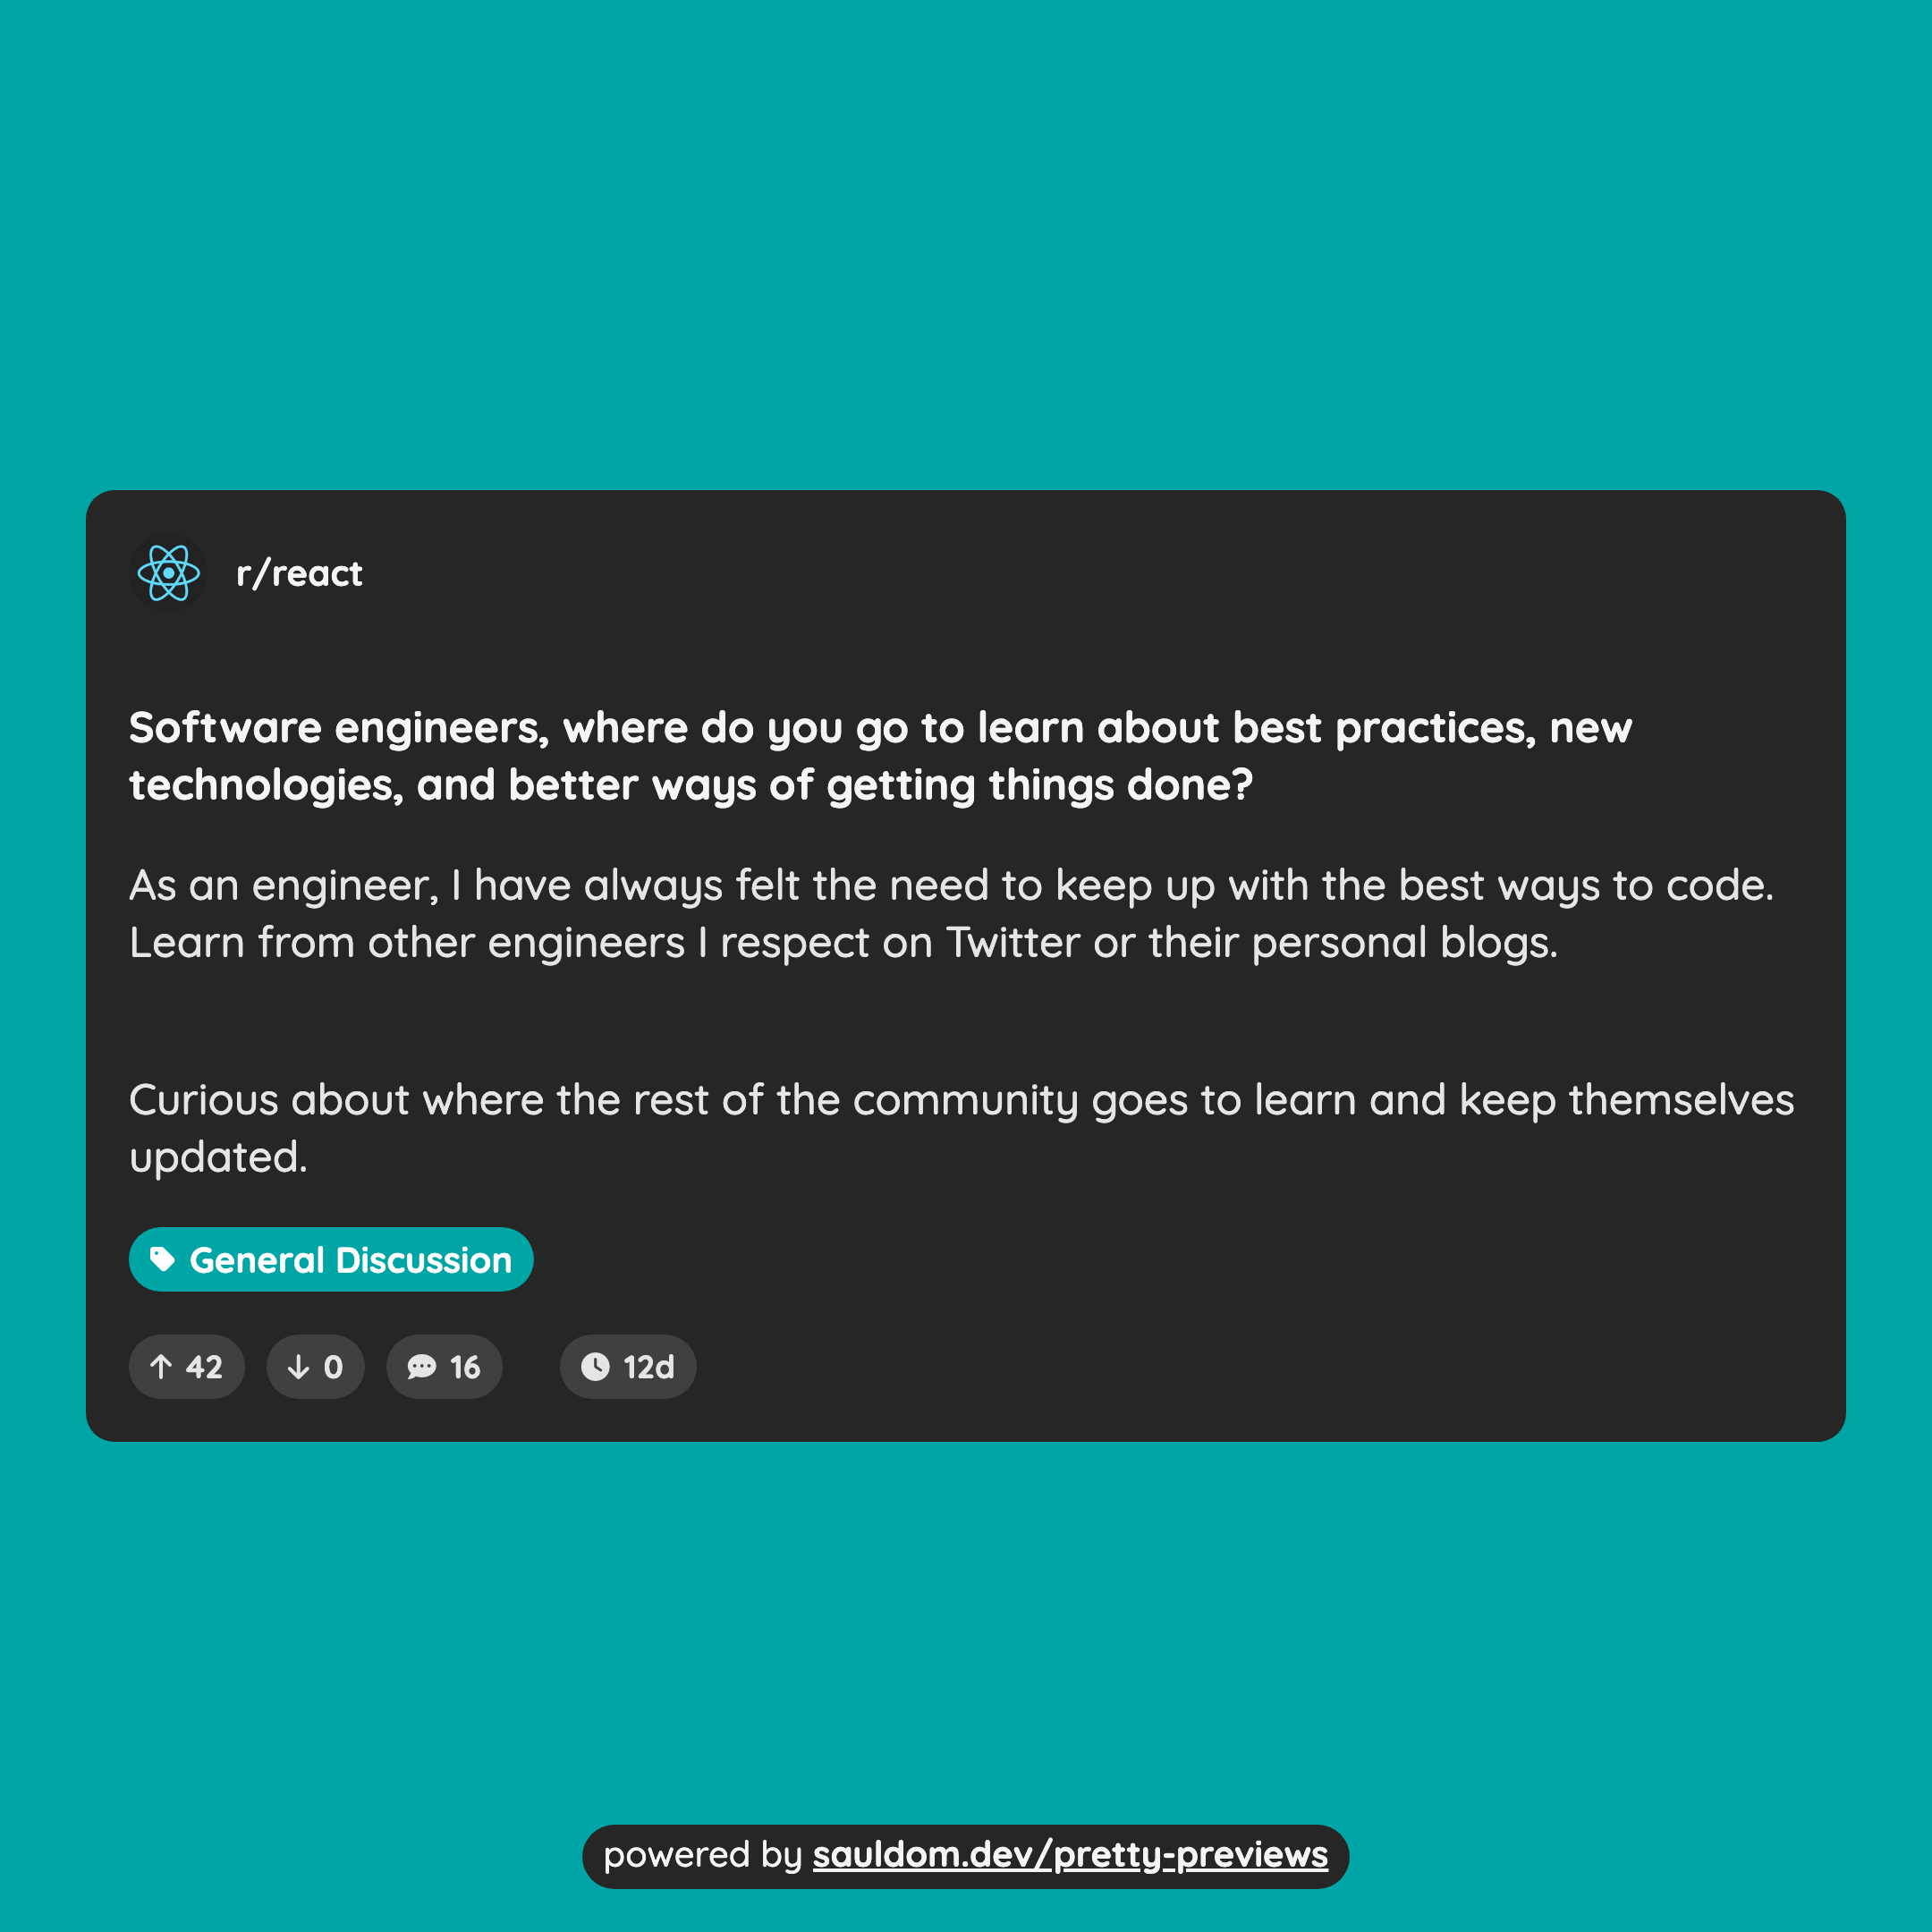 r/react
Software engineers, where do you go to learn about best practices, new
technologies, and better ways of getting things done?
As an engineer, I have always felt the need to keep up with the best ways to code.
Learn from other engineers I respect on Twitter or their personal blogs.
Curious about where the rest of the community goes to learn and keep themselves
updated.
General Discussion
42 0 16 12d
powered by sauldom.dev/pretty-previews